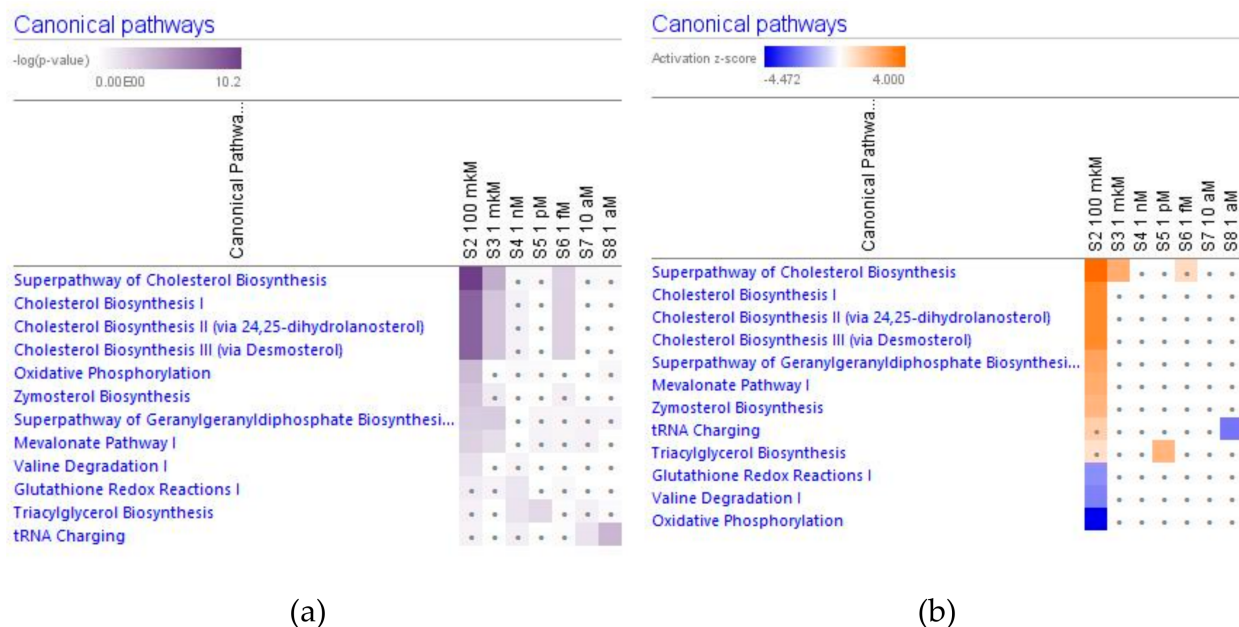 Canonical pathways
-log(p-value)
0.00E00 10.2
Canonical Pathwa...
S2 100 mkM
S3 1 mkM
S4 1 nM
S5 1 pM
S6 1 fM
S7 10 aM
S8 1 aM
Superpathway of Cholesterol Biosynthesis
Cholesterol Biosynthesis I
Cholesterol Biosynthesis II (via 24,25-dihydrolanosterol)
Cholesterol Biosynthesis III (via Desmosterol)
Oxidative Phosphorylation
Zymosterol Biosynthesis
Superpathway of Geranylgeranyldiphosphate Biosynthesi...
Mevalonate Pathway I
Valine Degradation I
Glutathione Redox Reactions I
Triacylglycerol Biosynthesis
tRNA Charging
(a)
Canonical pathways
Activation z-score
-4.472 4.000
Canonical Pathwa...
S2 100 mkM
S3 1 mkM
S4 1 nM
S5 1 pM
S6 1 fM
S7 10 aM
S8 1 aM
Superpathway of Cholesterol Biosynthesis
Cholesterol Biosynthesis I
Cholesterol Biosynthesis II (via 24,25-dihydrolanosterol)
Cholesterol Biosynthesis III (via Desmosterol)
Superpathway of Geranylgeranyldiphosphate Biosynthesi...
Mevalonate Pathway I
Zymosterol Biosynthesis
tRNA Charging
Triacylglycerol Biosynthesis
Glutathione Redox Reactions I
Valine Degradation I
Oxidative Phosphorylation
(b)